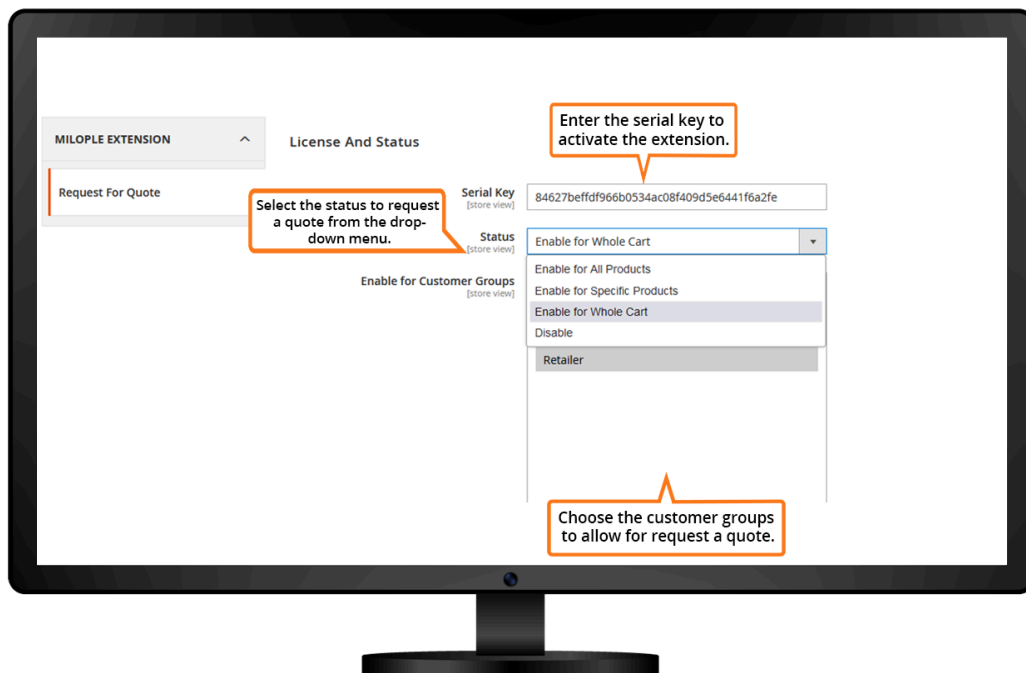 MILOPLE EXTENSION
Request For Quote
License And Status
Enter the serial key to
activate the extension.
Select the status to request
a quote from the drop-
down menu.
Serial Key
[store view]
84627beffdf966b0534ac08f409d5e6441f6a2fe
Status
[store view]
Enable for Whole Cart
Enable for All Products
Enable for Specific Products
Enable for Whole Cart
Disable
Enable for Customer Groups
[store view]
Retailer
Choose the customer groups
to allow for request a quote.